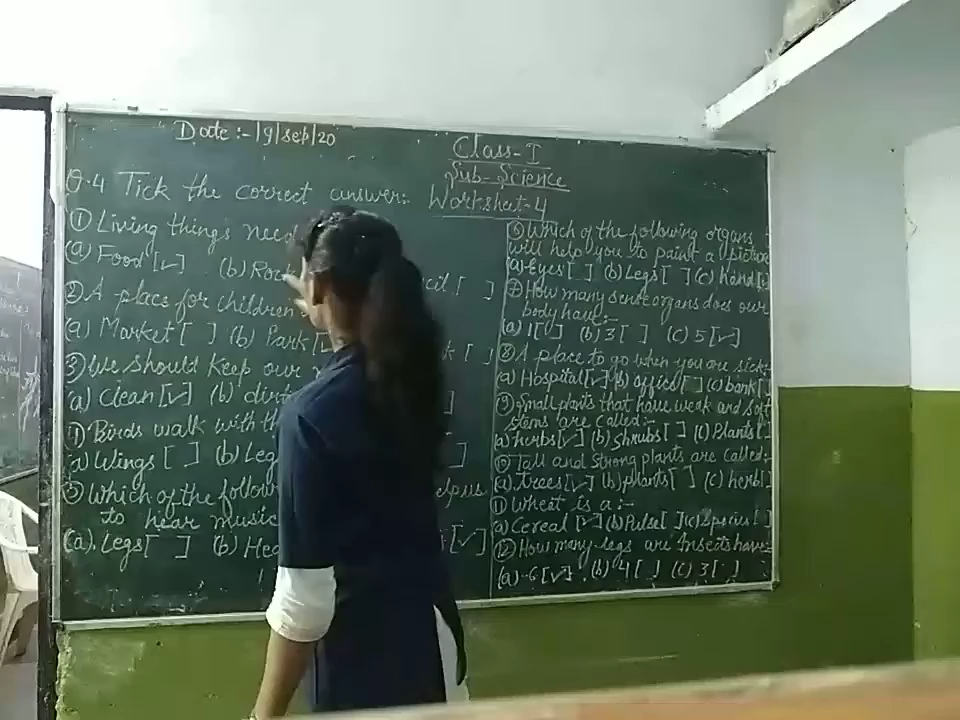 Date :- 19/sep/20
Class-I
Sub-Science
Q.4 Tick the correct answer:- Worksheet-4
① Living things need
(a) Food [✓] (b) Ro [ ]
② A place for children
(a) Market [ ] (b) Park [ [ ]
③ We should keep our
(a) Clean [✓] (b) dirt ]
④ Birds walk with th
(a) Wings [ ] (b) Leg ]
⑤ Which of the follow help us
to hear music
(a). Legs [ ] (b) Hea [✓]
⑥ Which of the following organs
will help you to paint a picture
(a) eyes [ ] (b) Legs [ ] (c) hand [
⑦ How many sense organs does our
body have:-
(a) 1 [ ] (b) 3 [ ] (c) 5 [✓]
⑧ A place to go when you are sick:
(a) Hospital [✓] (b) office [ ] (c) bank [ ]
⑨ Small plants that have weak and soft
stems are called:-
(a) herbs [✓] (b) shrubs [ ] (c) Plants [
⑩ Tall and strong plants are called:-
(a) trees [✓] (b) plants [ ] (c) herb [ ]
⑪ Wheat is a:-
(a) Cereal [✓] (b) Pulse [ ] (c) Species [ ]
⑫ How many legs are Insects have:-
(a) 6 [✓]. (b) 4 [ ] (c) 3 [ ]